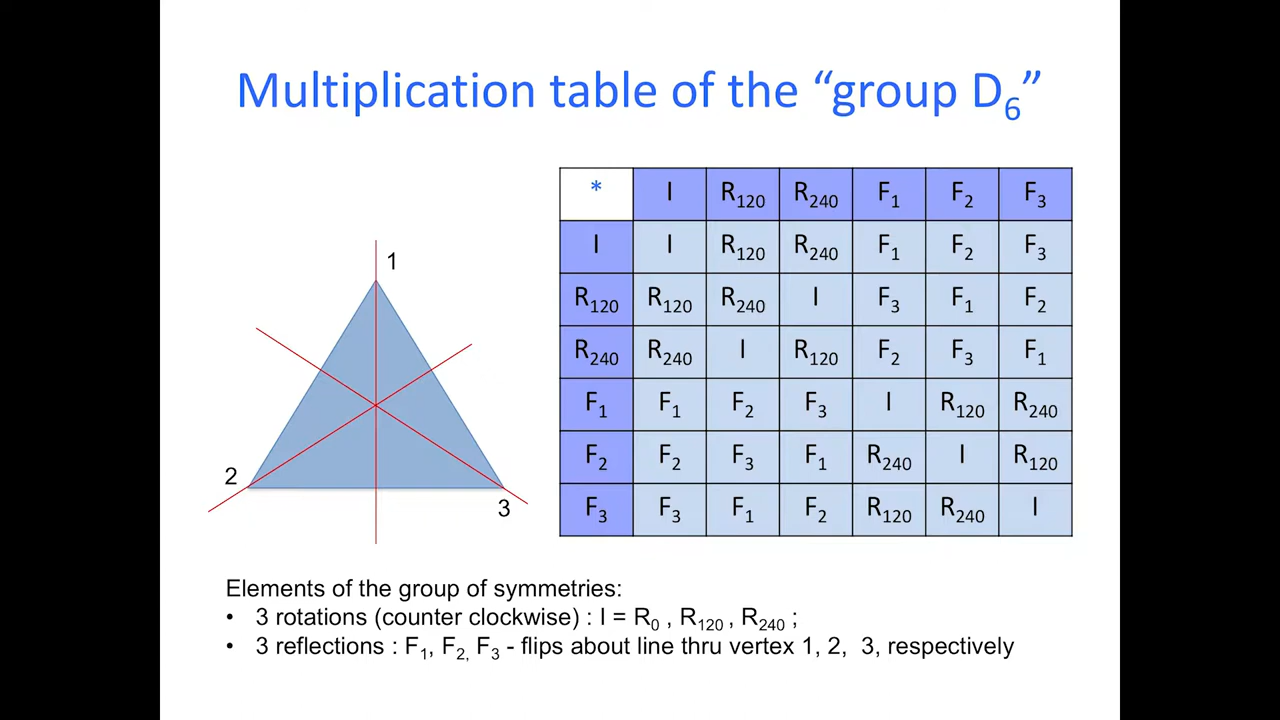 Multiplication table of the “group D₆”
* I R₁₂₀ R₂₄₀ F₁ F₂ F₃
I I R₁₂₀ R₂₄₀ F₁ F₂ F₃
R₁₂₀ R₁₂₀ R₂₄₀ I F₃ F₁ F₂
R₂₄₀ R₂₄₀ I R₁₂₀ F₂ F₃ F₁
F₁ F₁ F₂ F₃ I R₁₂₀ R₂₄₀
F₂ F₂ F₃ F₁ R₂₄₀ I R₁₂₀
F₃ F₃ F₁ F₂ R₁₂₀ R₂₄₀ I
1
2
3
Elements of the group of symmetries:
• 3 rotations (counter clockwise) : I = R₀ , R₁₂₀ , R₂₄₀ ;
• 3 reflections : F₁, F₂, F₃ - flips about line thru vertex 1, 2, 3, respectively